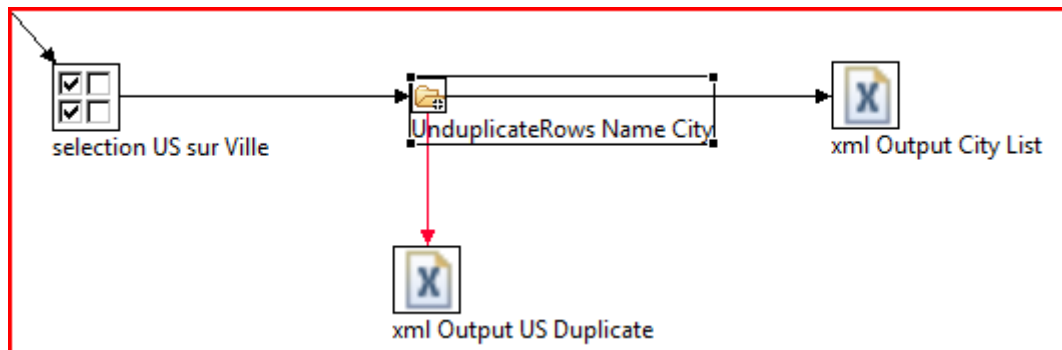 selection US sur Ville
UnduplicateRows Name City
xml Output City List
xml Output US Duplicate